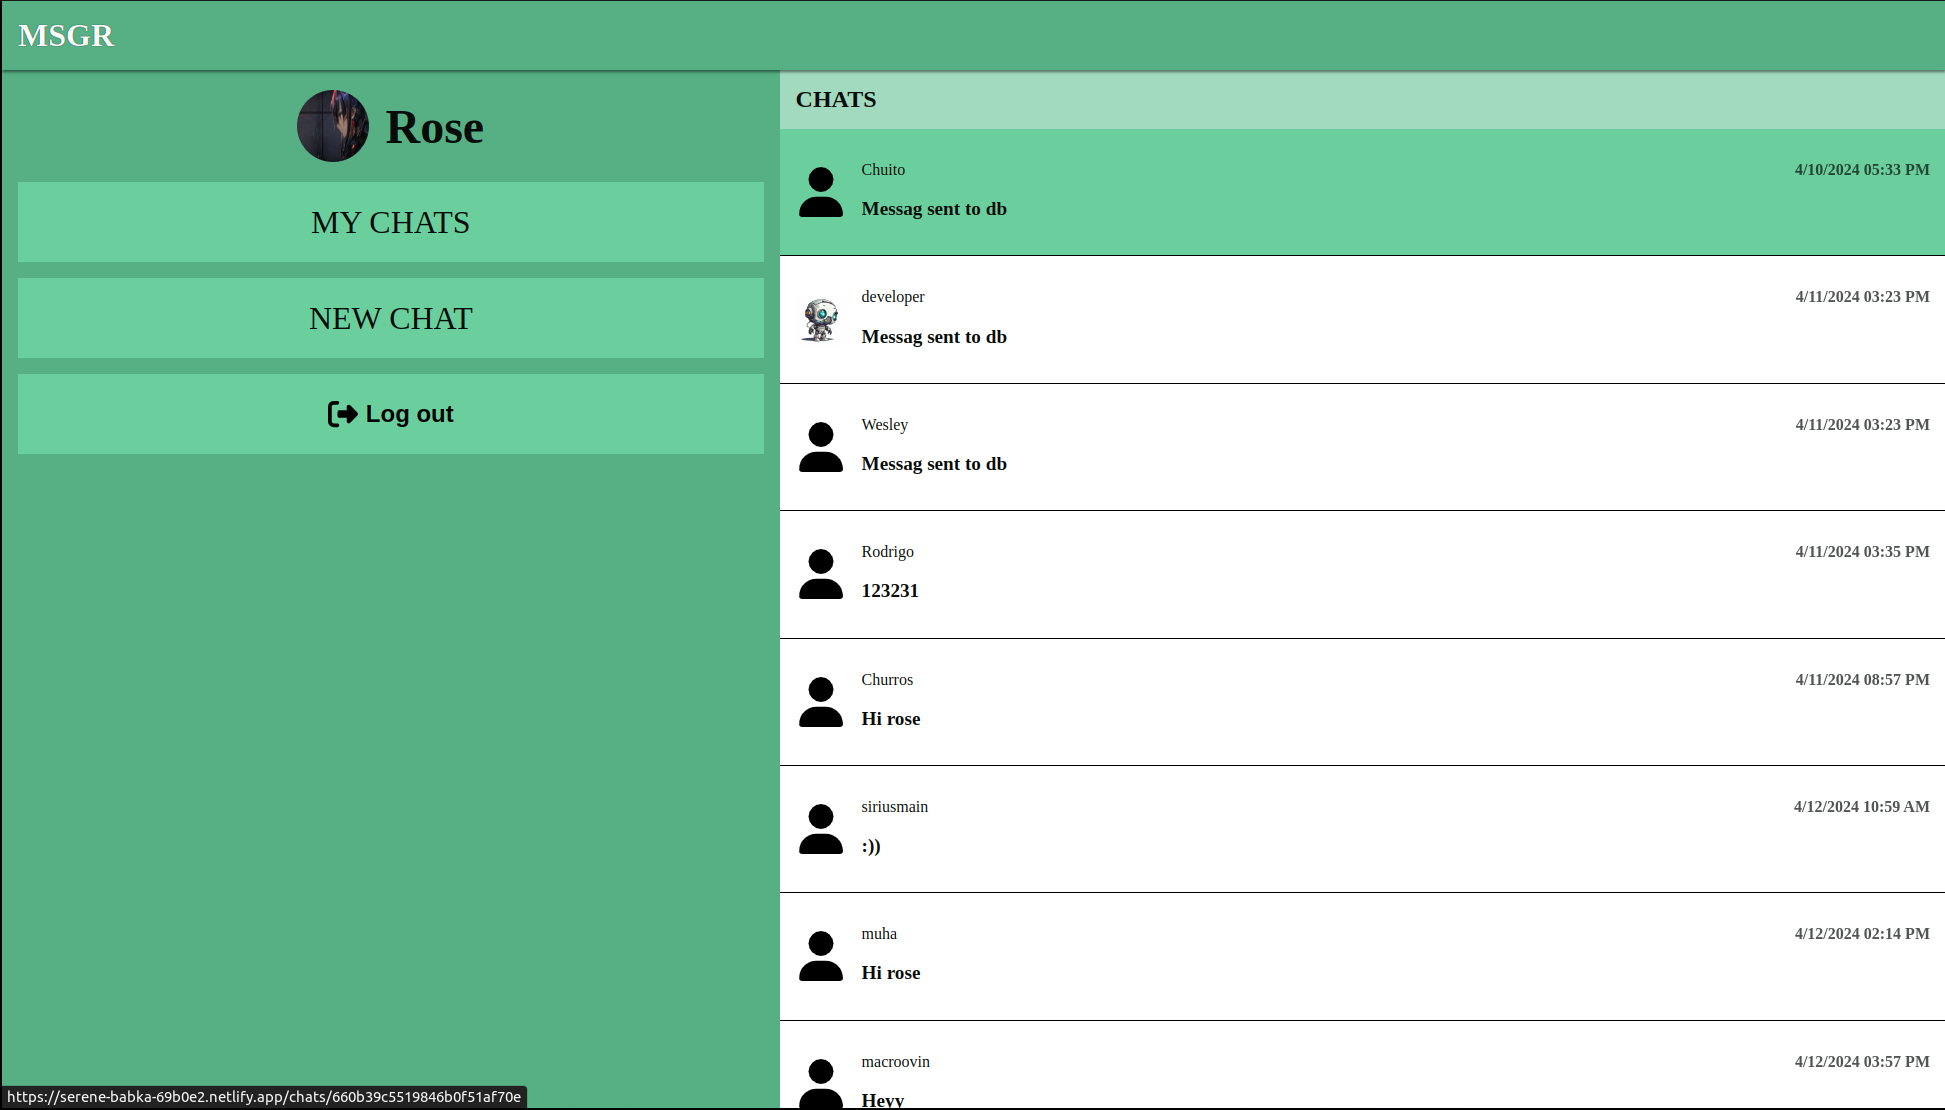 MSGR
Rose
MY CHATS
NEW CHAT
Log out
CHATS
Chuito
4/10/2024 05:33 PM
Messag sent to db
developer
4/11/2024 03:23 PM
Messag sent to db
Wesley
4/11/2024 03:23 PM
Messag sent to db
Rodrigo
4/11/2024 03:35 PM
123231
Churros
4/11/2024 08:57 PM
Hi rose
siriusmain
4/12/2024 10:59 AM
:))
muha
4/12/2024 02:14 PM
Hi rose
macroovin
4/12/2024 03:57 PM
Heyy
https://serene-babka-69b0e2.netlify.app/chats/660b39c5519846b0f51af70e